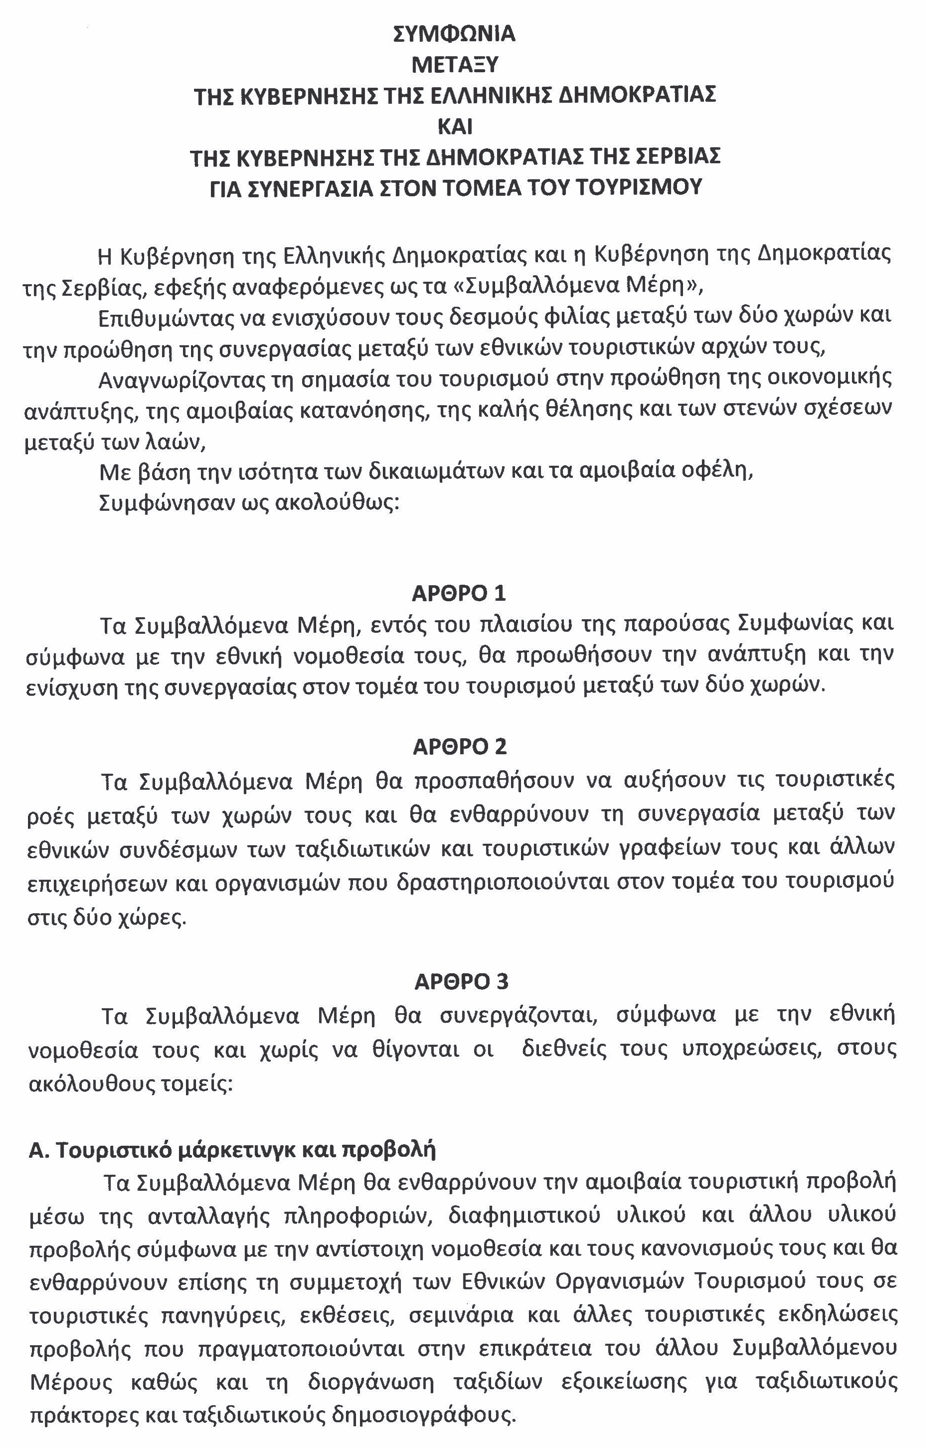 ΣΥΜΦΩΝΙΑ
ΜΕΤΑΞΥ
ΤΗΣ ΚΥΒΕΡΝΗΣΗΣ ΤΗΣ ΕΛΛΗΝΙΚΗΣ ΔΗΜΟΚΡΑΤΙΑΣ
ΚΑΙ
ΤΗΣ ΚΥΒΕΡΝΗΣΗΣ ΤΗΣ ΔΗΜΟΚΡΑΤΙΑΣ ΤΗΣ ΣΕΡΒΙΑΣ
ΓΙΑ ΣΥΝΕΡΓΑΣΙΑ ΣΤΟΝ ΤΟΜΕΑ ΤΟΥ ΤΟΥΡΙΣΜΟΥ
Η Κυβέρνηση της Ελληνικής Δημοκρατίας και η Κυβέρνηση της Δημοκρατίας
της Σερβίας, εφεξής αναφερόμενες ως τα «Συμβαλλόμενα Μέρη»,
Επιθυμώντας να ενισχύσουν τους δεσμούς φιλίας μεταξύ των δύο χωρών και
την προώθηση της συνεργασίας μεταξύ των εθνικών τουριστικών αρχών τους,
Αναγνωρίζοντας τη σημασία του τουρισμού στην προώθηση της οικονομικής
ανάπτυξης, της αμοιβαίας κατανόησης, της καλής θέλησης και των στενών σχέσεων
μεταξύ των λαών,
Με βάση την ισότητα των δικαιωμάτων και τα αμοιβαία οφέλη,
Συμφώνησαν ως ακολούθως:
ΑΡΘΡΟ 1
Τα Συμβαλλόμενα Μέρη, εντός του πλαισίου της παρούσας Συμφωνίας και
σύμφωνα με την εθνική νομοθεσία τους, θα προωθήσουν την ανάπτυξη και την
ενίσχυση της συνεργασίας στον τομέα του τουρισμού μεταξύ των δύο χωρών.
ΑΡΘΡΟ 2
Τα Συμβαλλόμενα Μέρη θα προσπαθήσουν να αυξήσουν τις τουριστικές
ροές μεταξύ των χωρών τους και θα ενθαρρύνουν τη συνεργασία μεταξύ των
εθνικών συνδέσμων των ταξιδιωτικών και τουριστικών γραφείων τους και άλλων
επιχειρήσεων και οργανισμών που δραστηριοποιούνται στον τομέα του τουρισμού
στις δύο χώρες.
ΑΡΘΡΟ 3
Τα Συμβαλλόμενα Μέρη θα συνεργάζονται, σύμφωνα με την εθνική
νομοθεσία τους και χωρίς να θίγονται οι διεθνείς τους υποχρεώσεις, στους
ακόλουθους τομείς:
Α. Τουριστικό μάρκετινγκ και προβολή
Τα Συμβαλλόμενα Μέρη θα ενθαρρύνουν την αμοιβαία τουριστική προβολή
μέσω της ανταλλαγής πληροφοριών, διαφημιστικού υλικού και άλλου υλικού
προβολής σύμφωνα με την αντίστοιχη νομοθεσία και τους κανονισμούς τους και θα
ενθαρρύνουν επίσης τη συμμετοχή των Εθνικών Οργανισμών Τουρισμού τους σε
τουριστικές πανηγύρεις, εκθέσεις, σεμινάρια και άλλες τουριστικές εκδηλώσεις
προβολής που πραγματοποιούνται στην επικράτεια του άλλου Συμβαλλόμενου
Μέρους καθώς και τη διοργάνωση ταξιδίων εξοικείωσης για ταξιδιωτικούς
πράκτορες και ταξιδιωτικούς δημοσιογράφους.